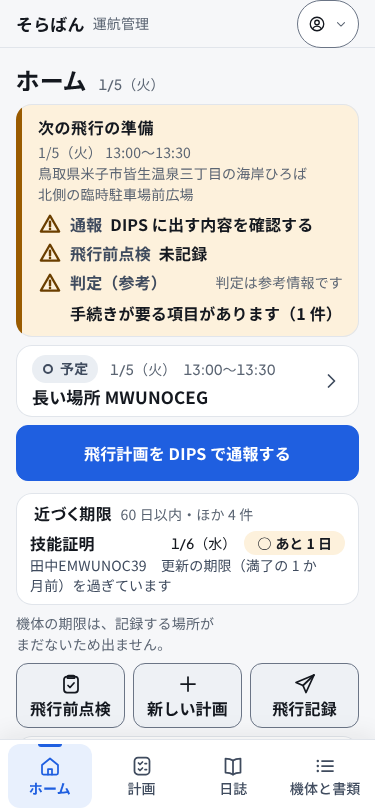 そらばん 運航管理
ホーム 1/5（火）
次の飛行の準備
1/5（火） 13:00〜13:30
鳥取県米子市皆生温泉三丁目の海岸ひろば
北側の臨時駐車場前広場
通報 DIPS に出す内容を確認する
飛行前点検 未記録
判定（参考） 判定は参考情報です
手続きが要る項目があります（1 件）
予定 1/5（火） 13:00〜13:30
長い場所 MWUNOCEG
飛行計画を DIPS で通報する
近づく期限 60 日以内・ほか 4 件
技能証明 1/6（水） あと 1 日
田中EMWUNOC39 更新の期限（満了の 1 か
月前）を過ぎています
機体の期限は、記録する場所が
まだないため出ません。
飛行前点検 新しい計画 飛行記録
ホーム 計画 日誌 機体と書類